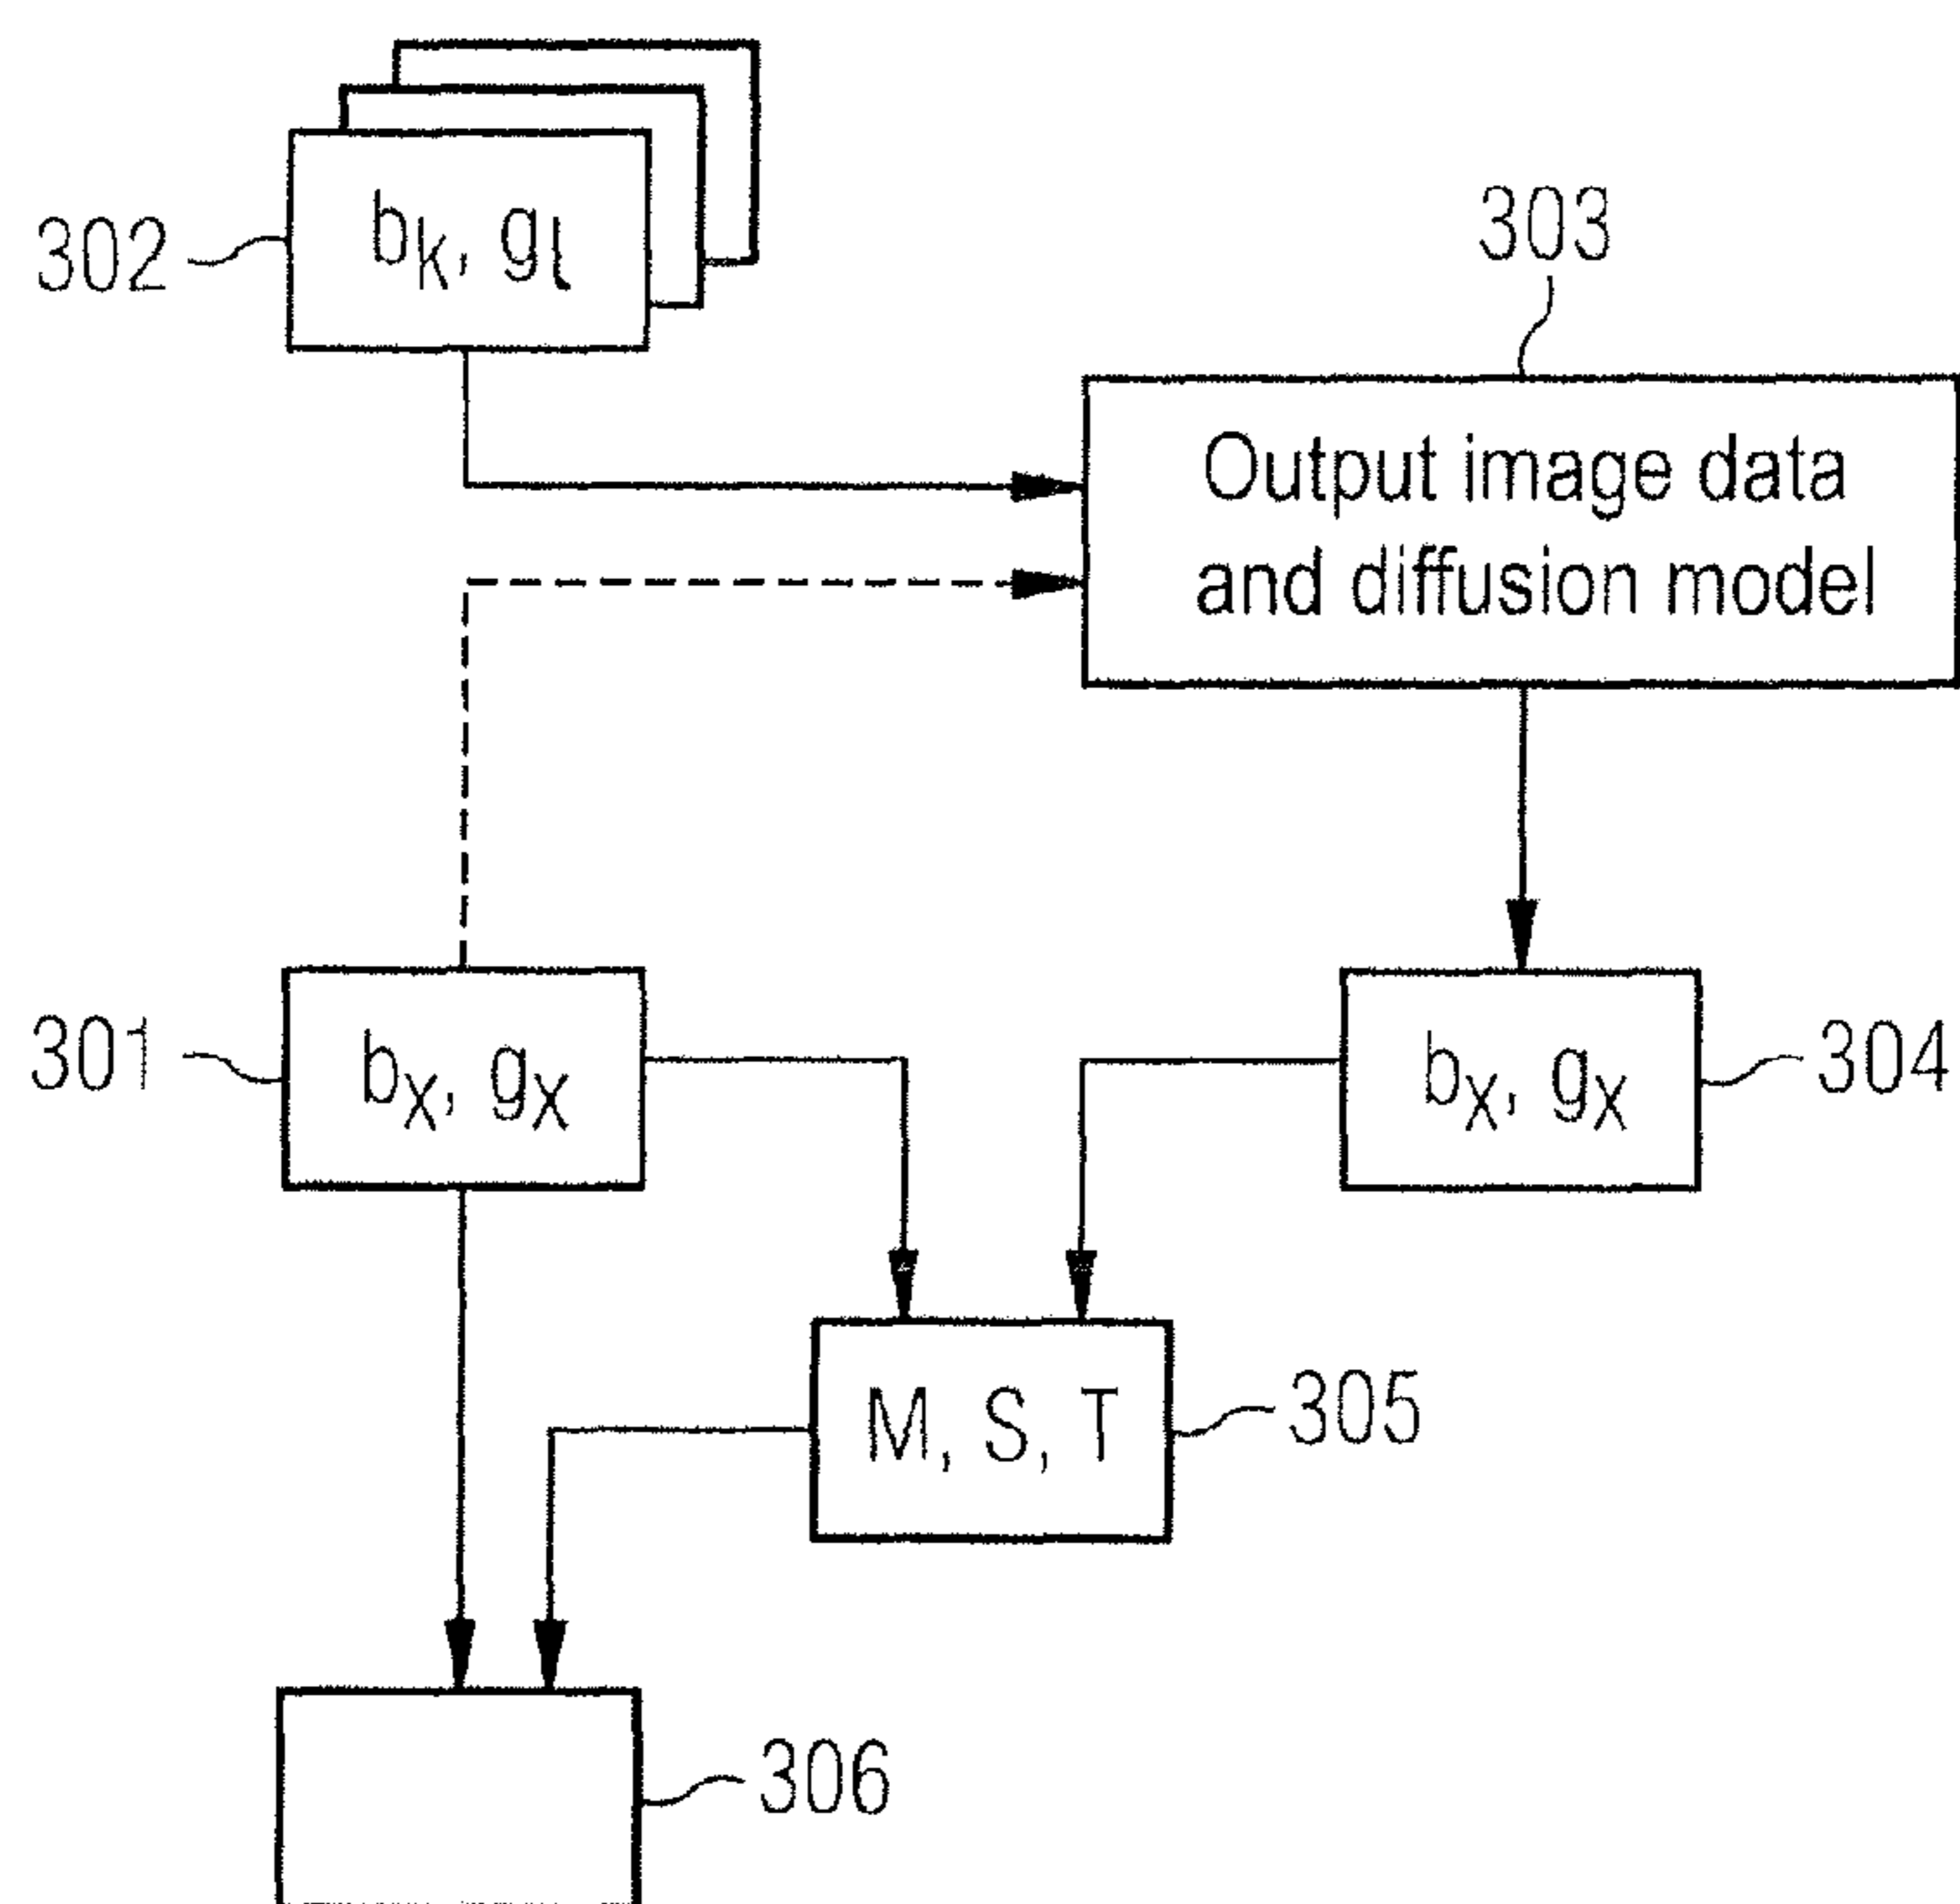 302
bk, gl
303
Output image data
and diffusion model
301
bx, gx
bx, gx
304
M, S, T
305
306